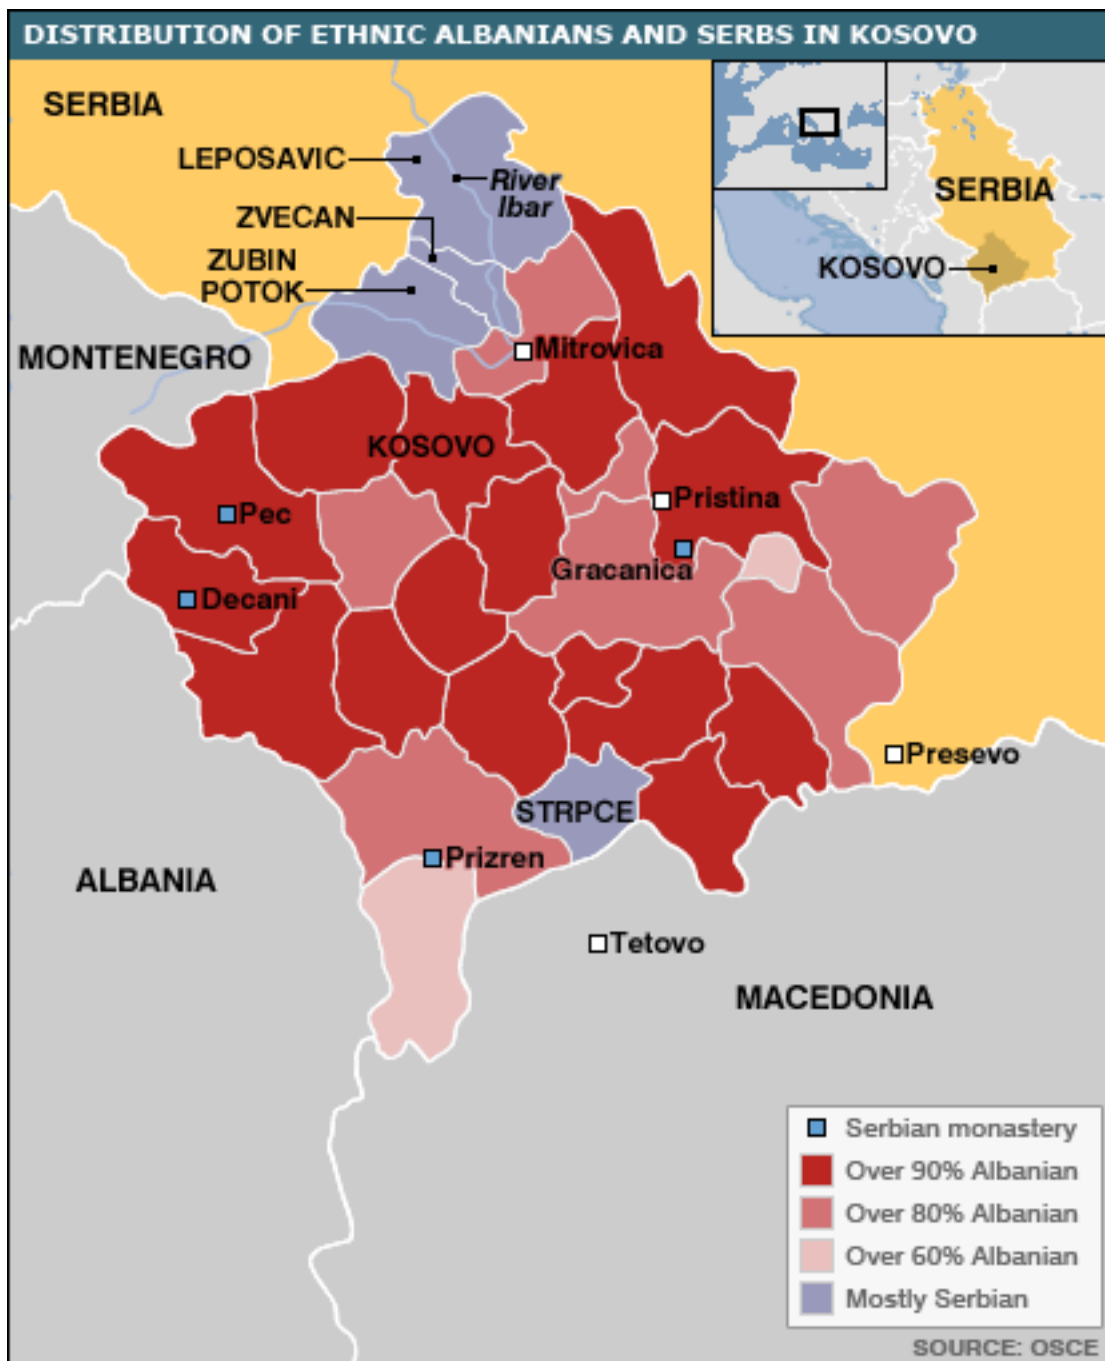 DISTRIBUTION OF ETHNIC ALBANIANS AND SERBS IN KOSOVO
SERBIA
LEPOSAVIC
River
Ibar
ZVECAN
ZUBIN
POTOK
MONTENEGRO
Mitrovica
KOSOVO
Pec
Pristina
Gracanica
Decani
Presevo
STRPCE
Prizren
ALBANIA
Tetovo
MACEDONIA
SERBIA
KOSOVO
Serbian monastery
Over 90% Albanian
Over 80% Albanian
Over 60% Albanian
Mostly Serbian
SOURCE: OSCE